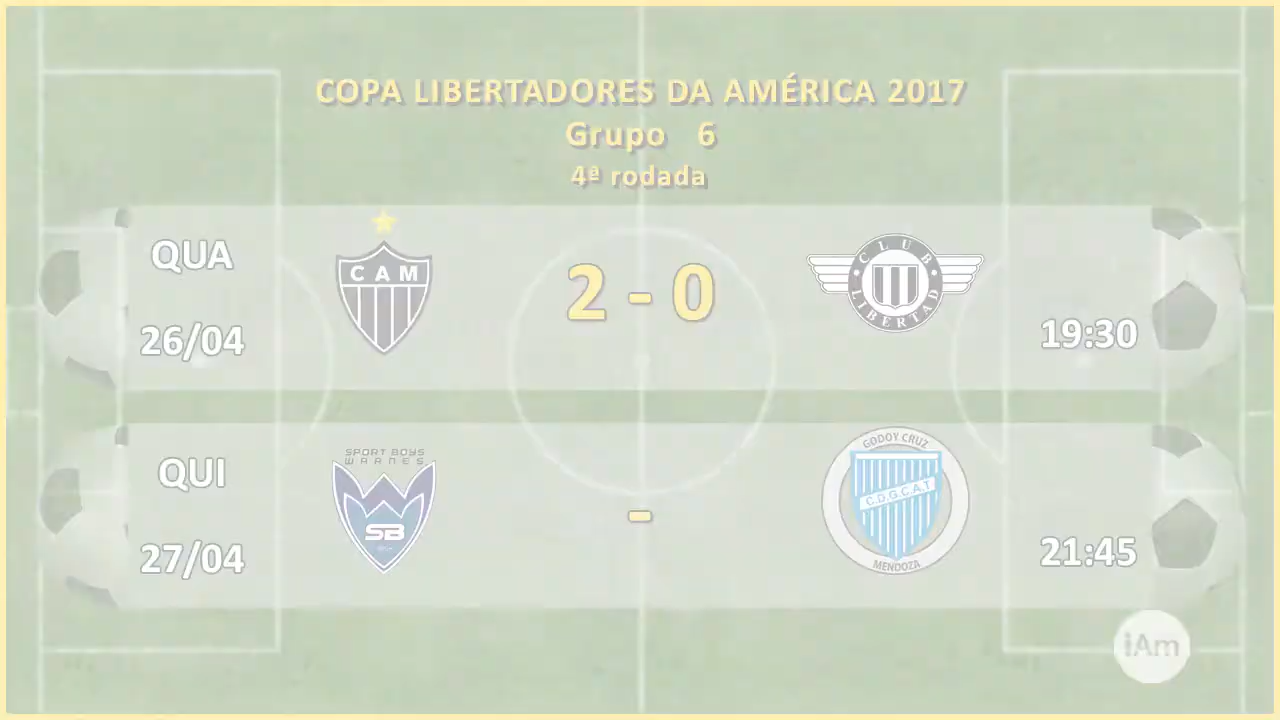 COPA LIBERTADORES DA AMÉRICA 2017
Grupo 6
4ª rodada
QUA
26/04
CAM
2 - 0
CLUB
LIBERTAD
19:30
QUI
27/04
SPORT BOYS
WARNES
SB
-
GODOY CRUZ
C.D.G.C.A.T
MENDOZA
21:45
iAm